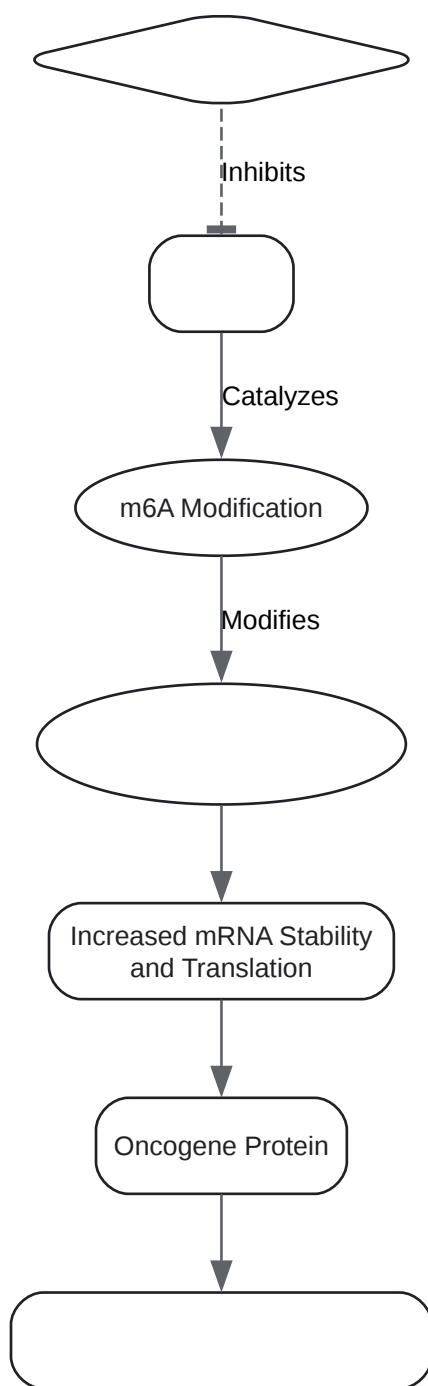 Inhibits
Catalyzes
m6A Modification
Modifies
Increased mRNA Stability
and Translation
Oncogene Protein